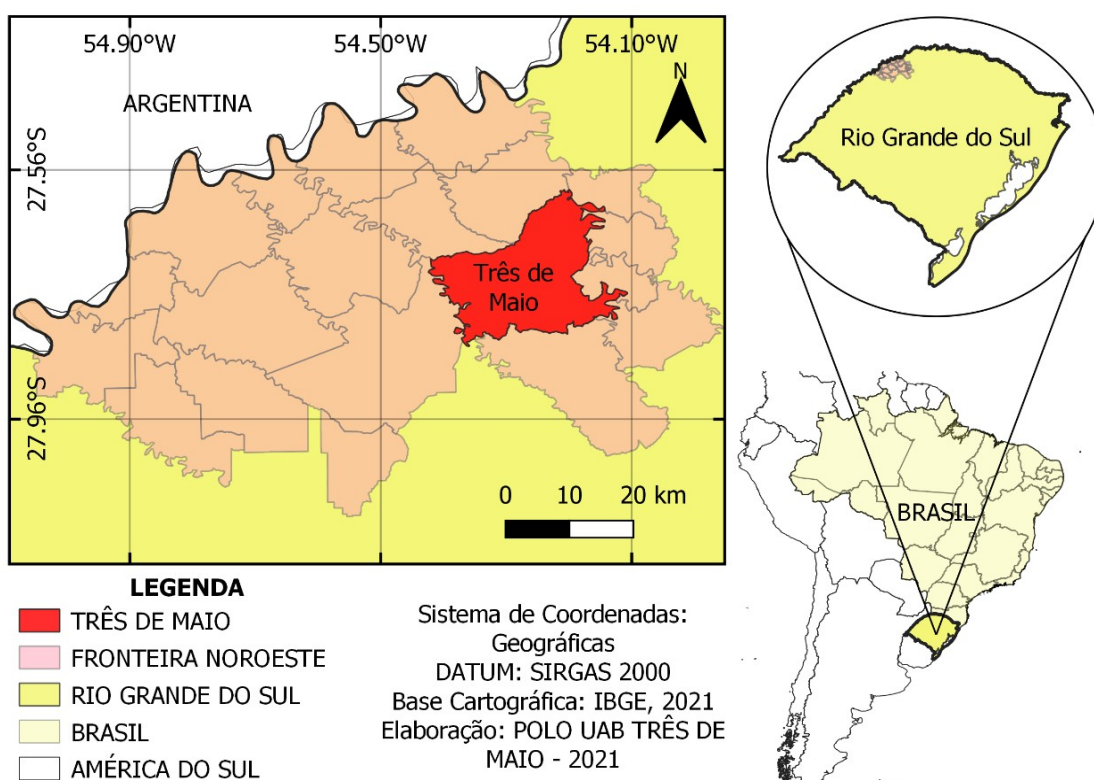 54.90°W
54.50°W
54.10°W
ARGENTINA
N
27.56°S
Três de
Maio
27.96°S
0 10 20 km
Rio Grande do Sul
BRASIL
LEGENDA
TRÊS DE MAIO
FRONTEIRA NOROESTE
RIO GRANDE DO SUL
BRASIL
AMÉRICA DO SUL
Sistema de Coordenadas:
Geográficas
DATUM: SIRGAS 2000
Base Cartográfica: IBGE, 2021
Elaboração: POLO UAB TRÊS DE
MAIO - 2021